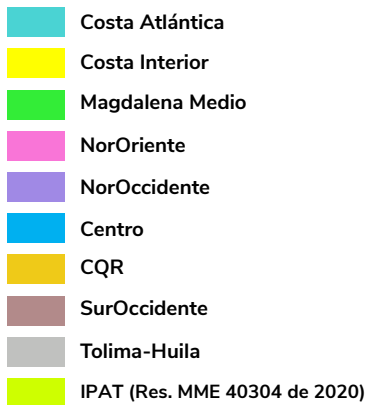 Costa Atlántica
Costa Interior
Magdalena Medio
NorOriente
NorOccidente
Centro
CQR
SurOccidente
Tolima-Huila
IPAT (Res. MME 40304 de 2020)